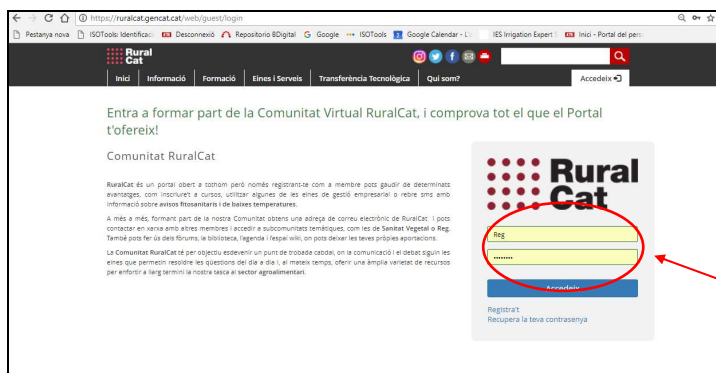 https://ruralcat.gencat.cat/web/guest/login
Pestanya nova ISOTools: Identificaci Desconnexió Repositorio BDigital Google ISOTools Google Calendar - L IES Irrigation Expert S Inici - Portal del pers
Rural
Cat
Inici Informació Formació Eines i Serveis Transferència Tecnològica Qui som? Accedeix
Entra a formar part de la Comunitat Virtual RuralCat, i comprova tot el que el Portal
t'ofereix!
Comunitat RuralCat
RuralCat és un portal obert a tothom però només registrant-te com a membre pots gaudir de determinats
avantatges, com inscriure't a cursos, utilitzar algunes de les eines de gestió empresarial o rebre sms amb
informació sobre avisos fitosanitaris i de baixes temperatures.
A més a més, formant part de la nostra Comunitat obtens una adreça de correu electrònic de RuralCat i pots
contactar en xarxa amb altres membres i accedir a subcomunitats temàtiques, com les de Sanitat Vegetal o Reg.
També pots fer ús dels fòrums, la biblioteca, l'agenda i l'espai wiki, on pots deixar les teves pròpies aportacions.
La Comunitat RuralCat té per objectiu esdevenir un punt de trobada cabdal, on la comunicació i el debat siguin les
eines que permetin resoldre les qüestions del dia a dia i, al mateix temps, oferir una àmplia varietat de recursos
per enfortir a llarg termini la nostra tasca al sector agroalimentari.
Rural
Cat
Reg
••••••••
Accedeix
Registra't
Recupera la teva contrasenya